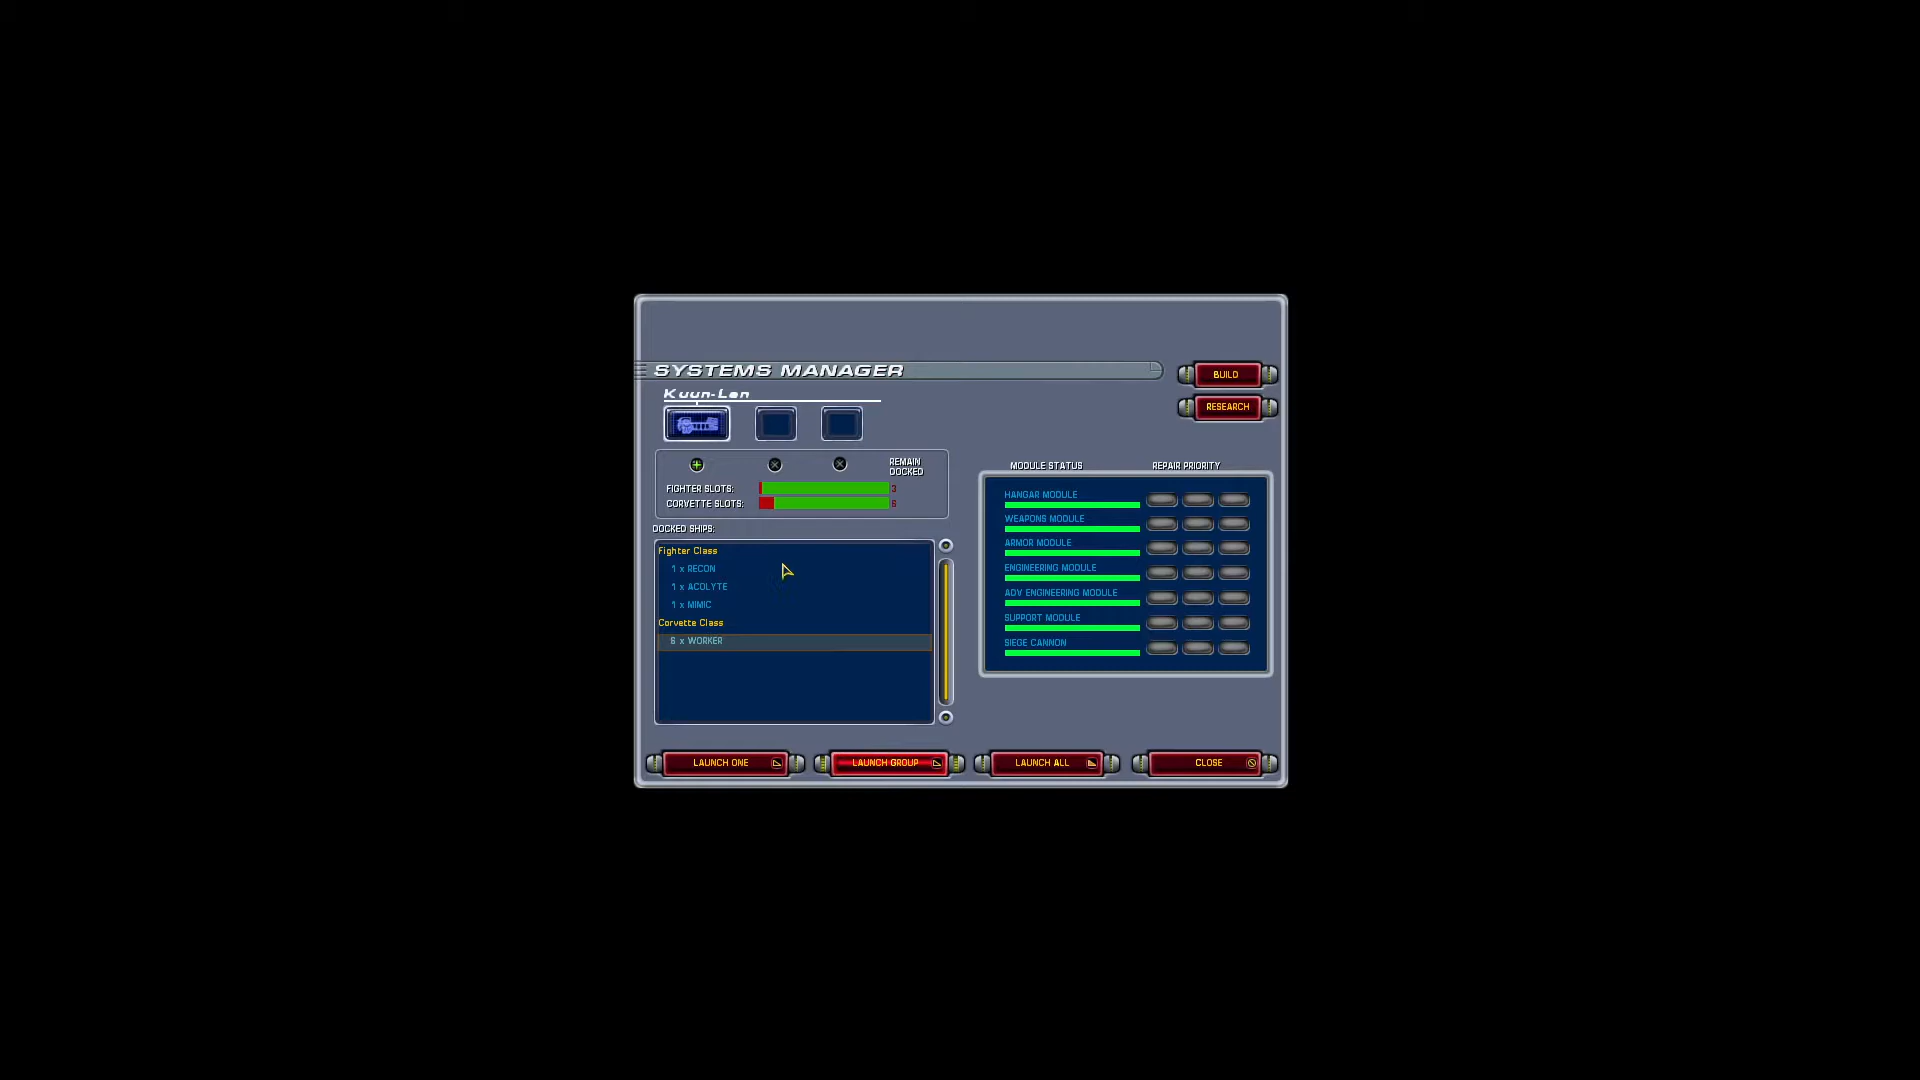 SYSTEMS MANAGER
BUILD
Kuun-Lan
RESEARCH
REMAIN
DOCKED
MODULE STATUS
REPAIR PRIORITY
FIGHTER SLOTS: 3
CORVETTE SLOTS: 6
DOCKED SHIPS:
Fighter Class
1 x RECON
1 x ACOLYTE
1 x MIMIC
Corvette Class
6 x WORKER
HANGAR MODULE
WEAPONS MODULE
ARMOR MODULE
ENGINEERING MODULE
ADV ENGINEERING MODULE
SUPPORT MODULE
SIEGE CANNON
LAUNCH ONE
LAUNCH GROUP
LAUNCH ALL
CLOSE